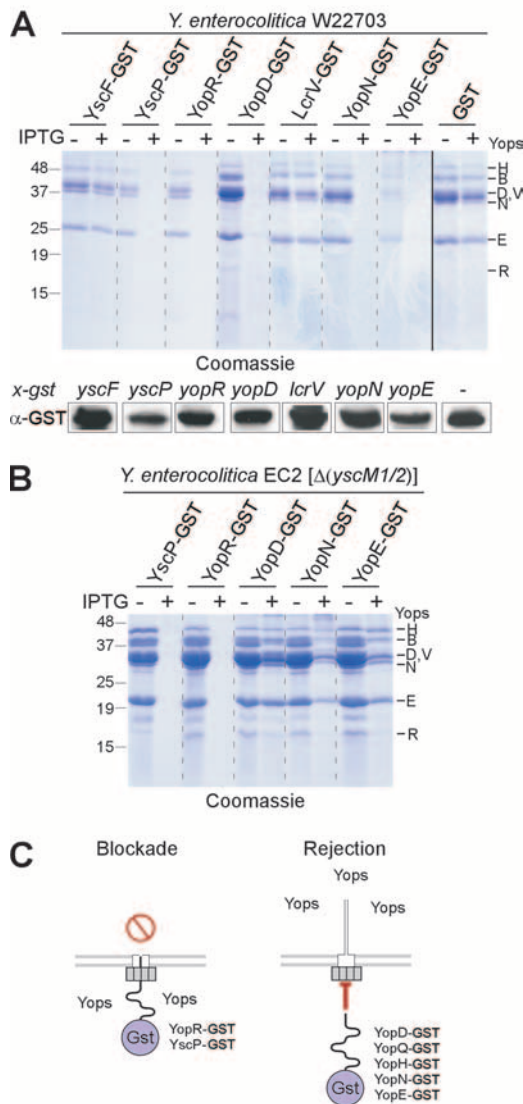 A
Y. enterocolitica W22703
YscF-GST YscP-GST YopR-GST YopD-GST LcrV-GST YopN-GST YopE-GST GST
IPTG - + - + - + - + - + - + - + - + Yops
48 H
B
37 D,V
N
25 E
19
R
15
Coomassie
x-gst yscF yscP yopR yopD lcrV yopN yopE -
α-GST
B
Y. enterocolitica EC2 [Δ(yscM1/2)]
YscP-GST YopR-GST YopD-GST YopN-GST YopE-GST
IPTG - + - + - + - + - + Yops
48 H
B
37 D,V
N
25
E
19
R
15
Coomassie
C
Blockade Rejection
Yops
Yops Yops
Yops Yops
Gst YopR-GST
YscP-GST
YopD-GST
YopQ-GST
YopH-GST
Gst YopN-GST
YopE-GST